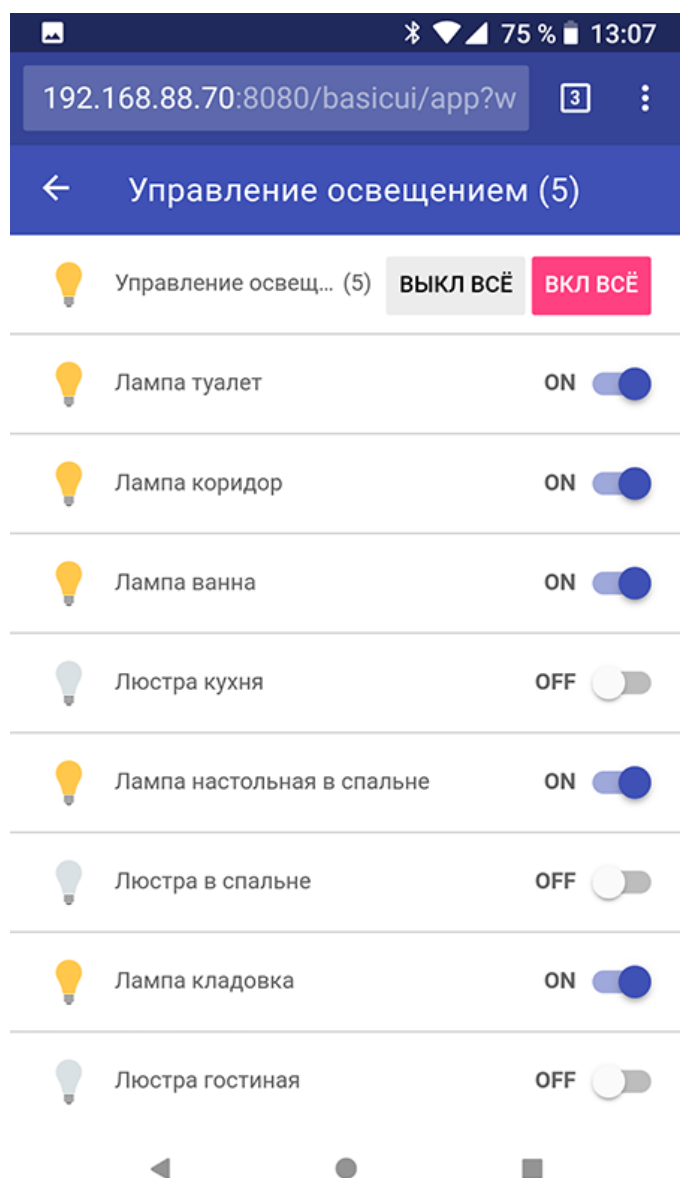 75 % 13:07
192.168.88.70:8080/basicui/app?w 3
Управление освещением (5)
Управление освещ... (5) ВЫКЛ ВСЁ ВКЛ ВСЁ
Лампа туалет ON
Лампа коридор ON
Лампа ванна ON
Люстра кухня OFF
Лампа настольная в спальне ON
Люстра в спальне OFF
Лампа кладовка ON
Люстра гостиная OFF